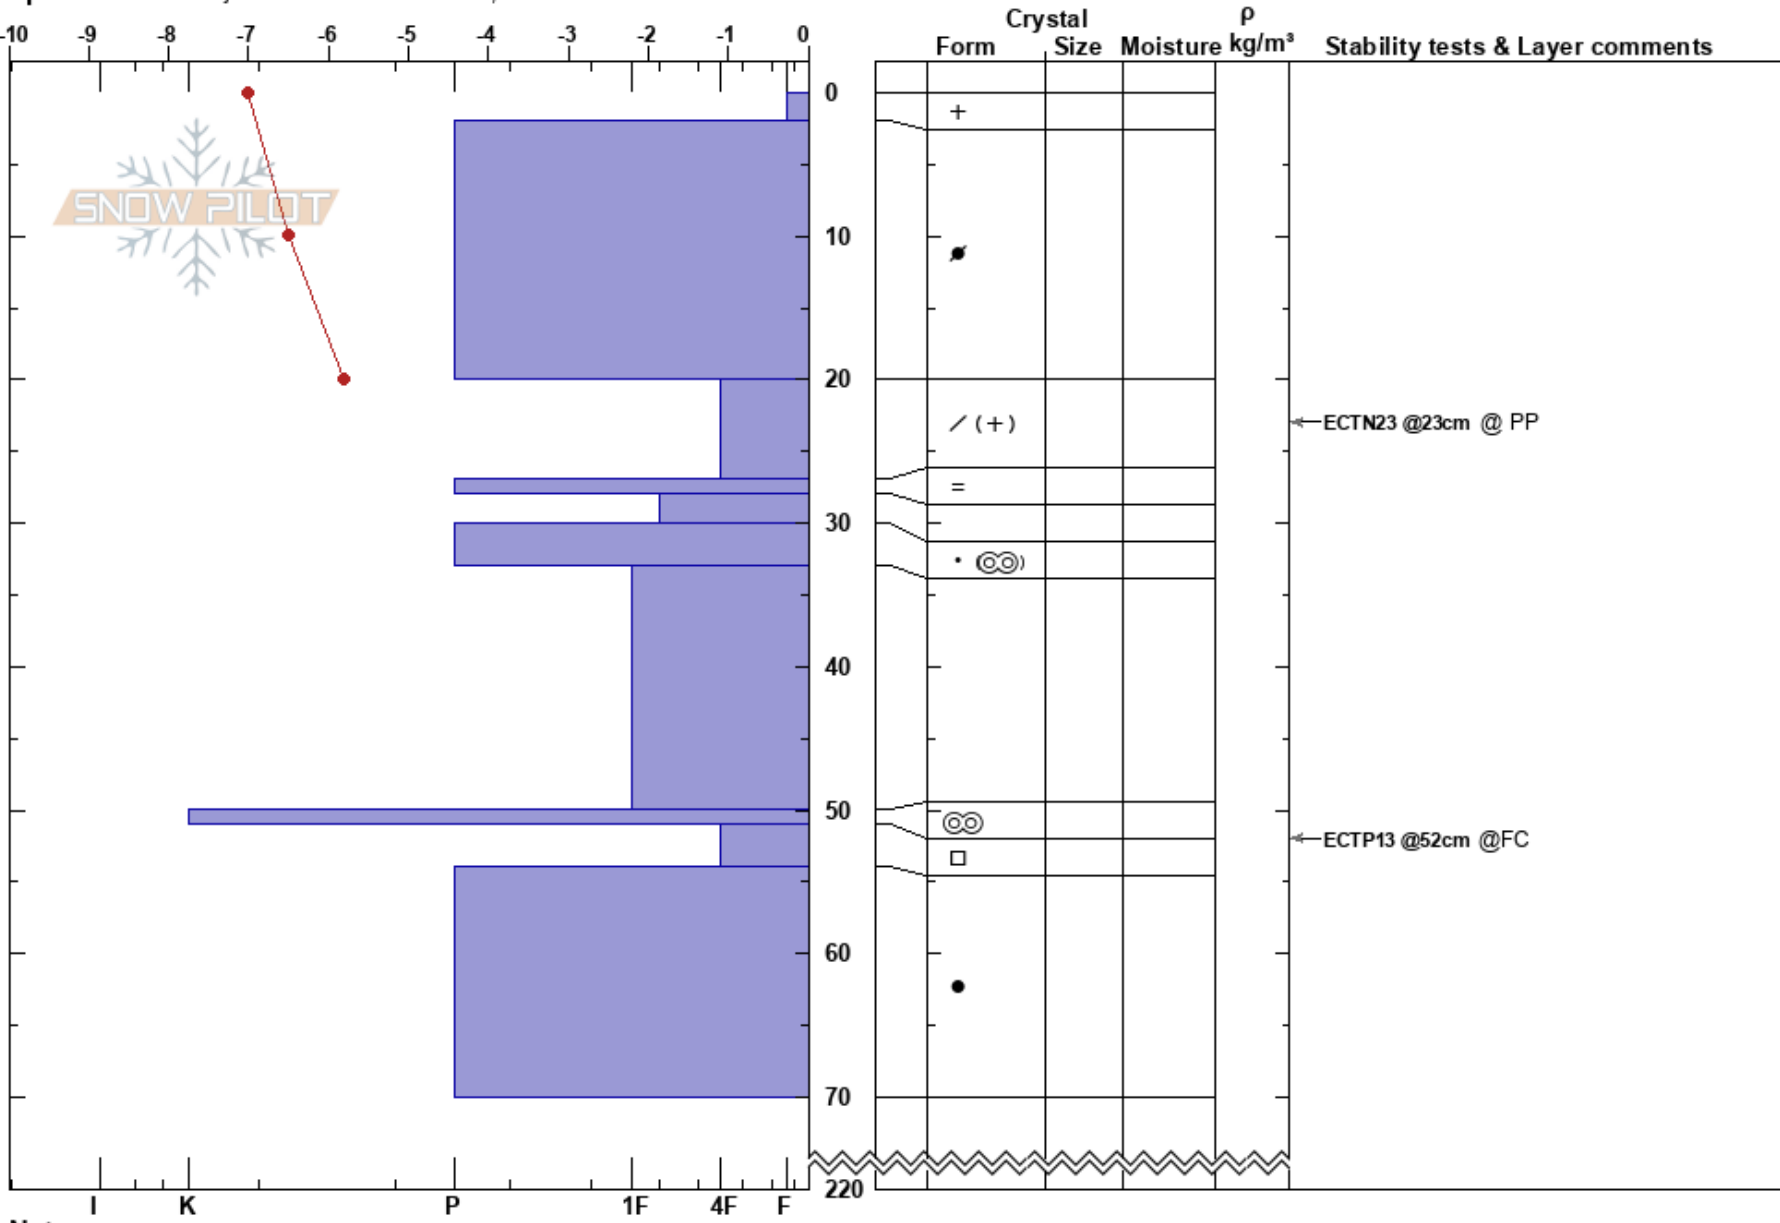 -10 -9 -8 -7 -6 -5 -4 -3 -2 -1 0
Crystal
ρ
Form Size Moisture kg/m³ Stability tests & Layer comments
0
+
SNOW PILOT
10
20
/ (+)
ECTN23 @23cm @ PP
=
30
40
50
ECTP13 @52cm @FC
60
70
220
I K P 1F 4F F